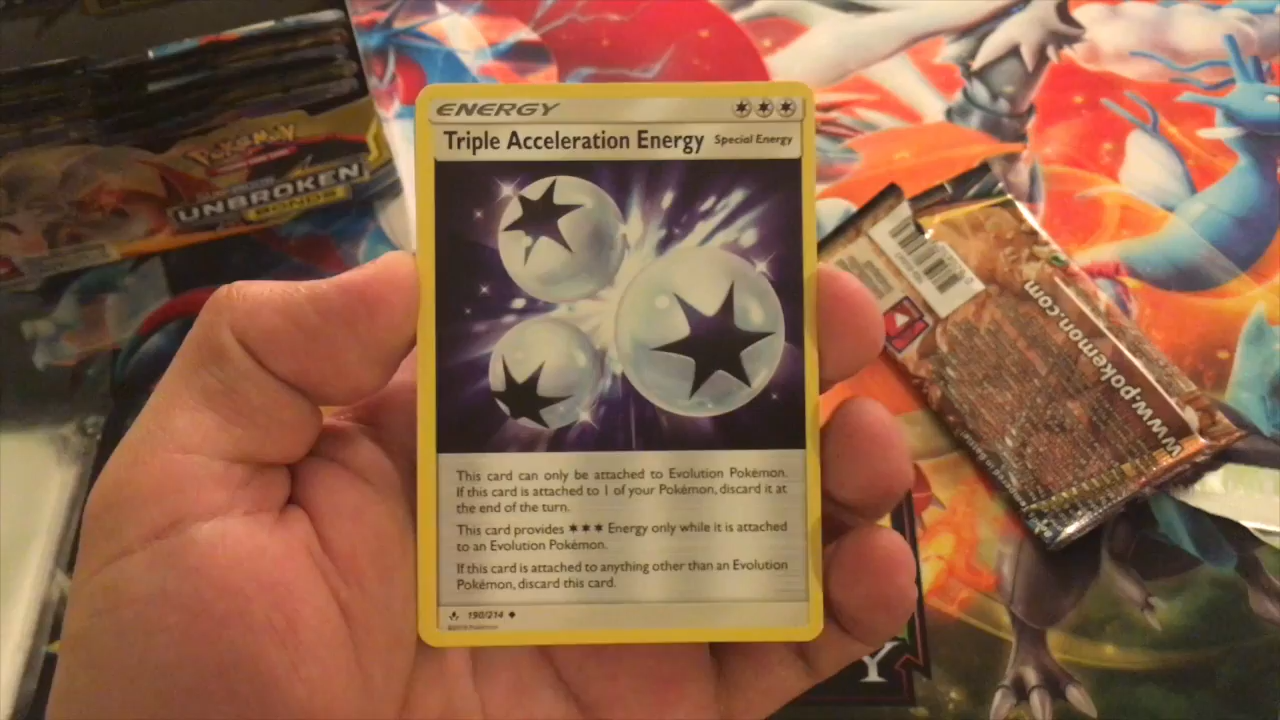 ENERGY
Triple Acceleration Energy Special Energy
This card can only be attached to Evolution Pokémon.
If this card is attached to 1 of your Pokémon, discard it at
the end of the turn.
This card provides ✶✶✶ Energy only while it is attached
to an Evolution Pokémon.
If this card is attached to anything other than an Evolution
Pokémon, discard this card.
190/214
©2019 Pokémon
POKÉMON
UNBROKEN
BONDS
www.pokemon.com
Y